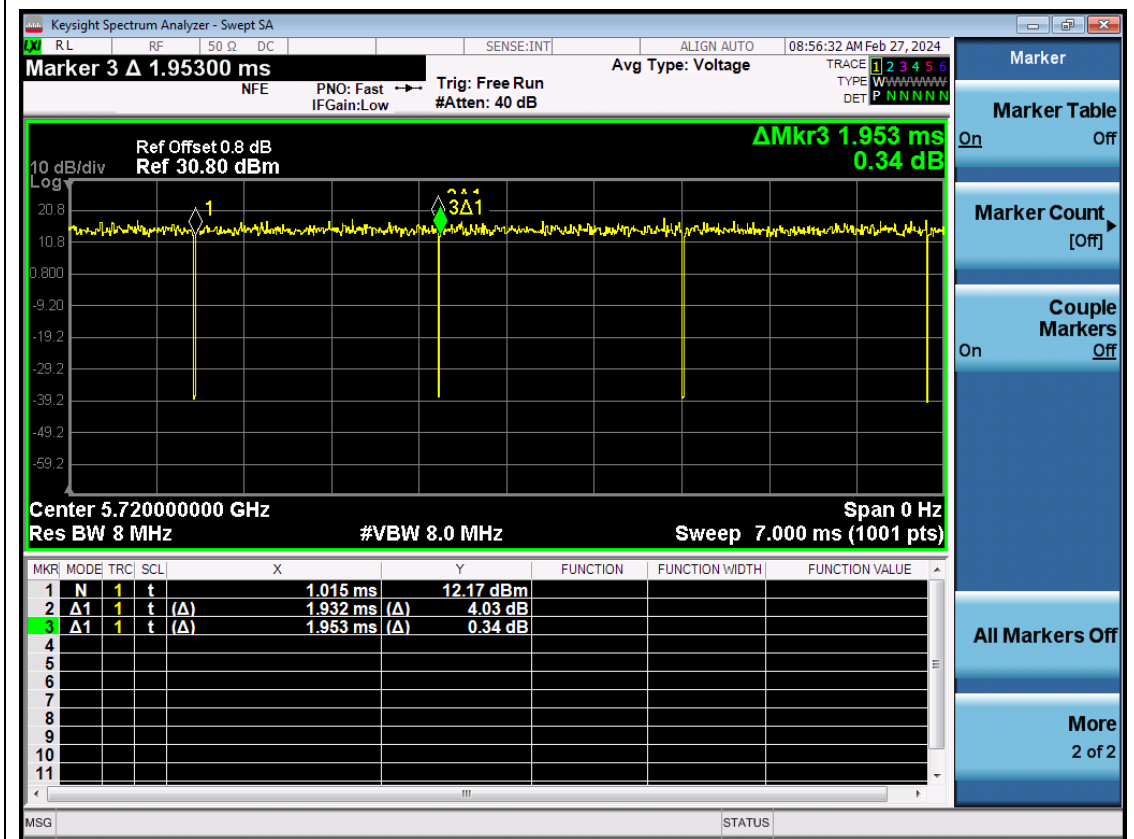 Keysight Spectrum Analyzer - Swept SA
LXI RL RF 50 Ω DC SENSE:INT ALIGN AUTO 08:56:32 AM Feb 27, 2024
Marker 3 Δ 1.95300 ms
NFE
PNO: Fast
IFGain:Low
Trig: Free Run
#Atten: 40 dB
Avg Type: Voltage
TRACE 1 2 3 4 5 6
TYPE WWWWWW
DET P N N N N N
ΔMkr3 1.953 ms
0.34 dB
Ref Offset 0.8 dB
10 dB/div Ref 30.80 dBm
Log
20.8
10.8
0.800
-9.20
-19.2
-29.2
-39.2
-49.2
-59.2
1
3Δ1
Center 5.720000000 GHz Span 0 Hz
Res BW 8 MHz #VBW 8.0 MHz Sweep 7.000 ms (1001 pts)
MKR MODE TRC SCL X Y FUNCTION FUNCTION WIDTH FUNCTION VALUE
1 N 1 t 1.015 ms 12.17 dBm
2 Δ1 1 t (Δ) 1.932 ms (Δ) 4.03 dB
3 Δ1 1 t (Δ) 1.953 ms (Δ) 0.34 dB
4
5
6
7
8
9
10
11
MSG STATUS
Marker
Marker Table
On Off
Marker Count
[Off]
Couple
Markers
On Off
All Markers Off
More
2 of 2